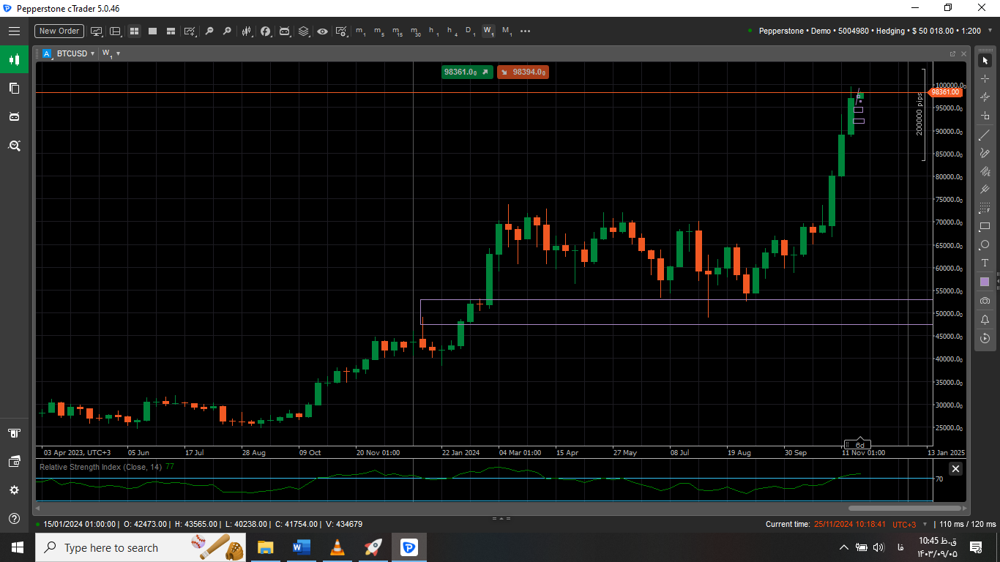 Pepperstone cTrader 5.0.46
New Order
m1 m5 m15 m30 h1 h4 D1 W1 M1
Pepperstone • Demo • 5004980 • Hedging • $ 50 018.00 • 1:200
A BTCUSD W1
98361.00 98394.00
100000.00
98361.00
95000.00
90000.00
85000.00
80000.00
75000.00
70000.00
65000.00
60000.00
55000.00
50000.00
45000.00
40000.00
35000.00
30000.00
25000.00
200000 pips
6d
03 Apr 2023, UTC+3 05 Jun 17 Jul 28 Aug 09 Oct 20 Nov 01:00 22 Jan 2024 04 Mar 01:00 15 Apr 27 May 08 Jul 19 Aug 30 Sep 11 Nov 01:00 13 Jan 2025
Relative Strength Index (Close, 14) 77
70
15/01/2024 01:00:00 | O: 42473.00 | H: 43565.00 | L: 40238.00 | C: 41754.00 | V: 434679
Current time: 25/11/2024 10:18:41 UTC+3 | 110 ms / 120 ms
Type here to search
فا
10:45 ق.ظ
۱۴۰۳/۰۹/۰۵